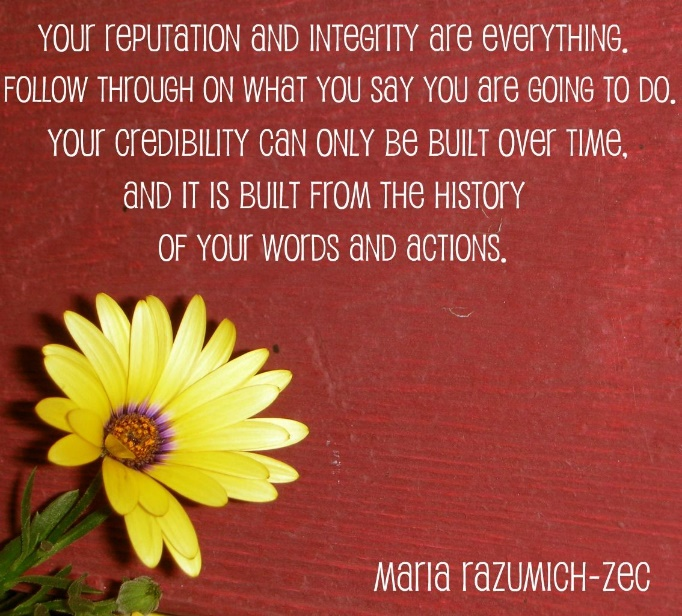 Your reputation and integrity are everything.
Follow through on what you say you are going to do.
Your credibility can only be built over time,
and it is built from the history
of your words and actions.
Maria Razumich-Zec